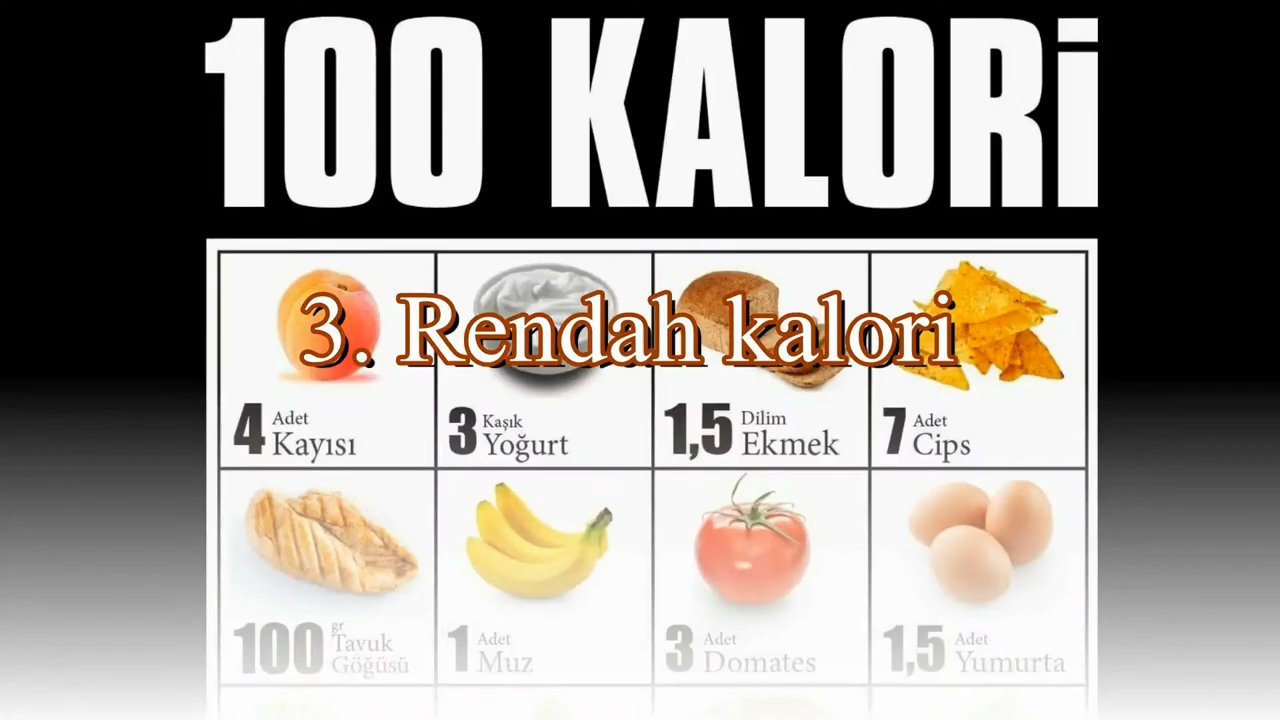 100 KALORİ
3. Rendah kalori
4 Adet Kayısı
3 Kaşık Yoğurt
1,5 Dilim Ekmek
7 Adet Cips
100 gr Tavuk Göğüsü
1 Adet Muz
3 Adet Domates
1,5 Adet Yumurta